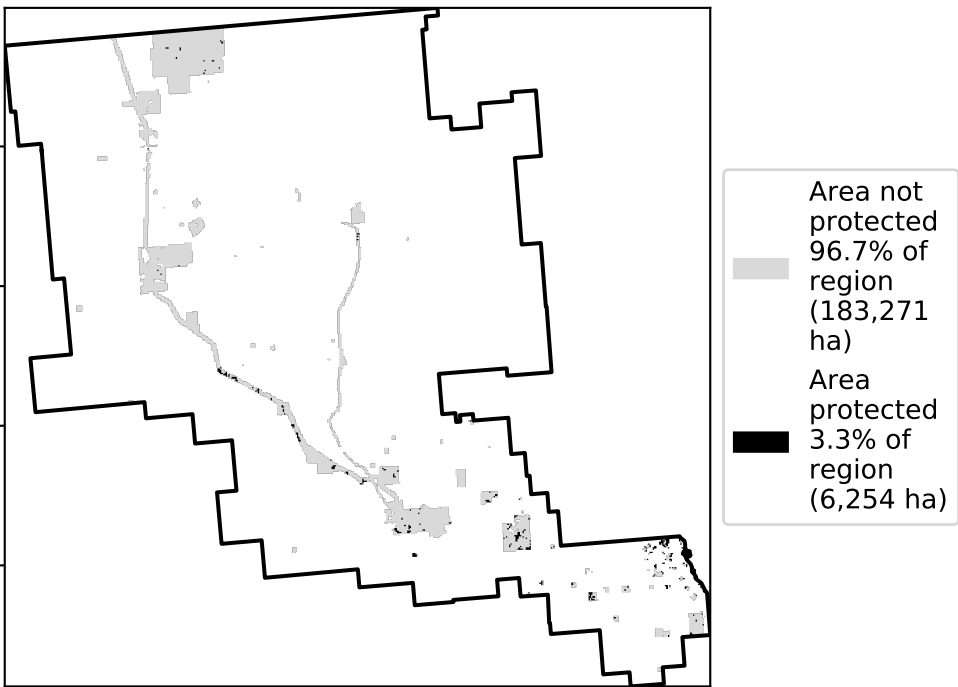 Area not
protected
96.7% of
region
(183,271
ha)
Area
protected
3.3% of
region
(6,254 ha)